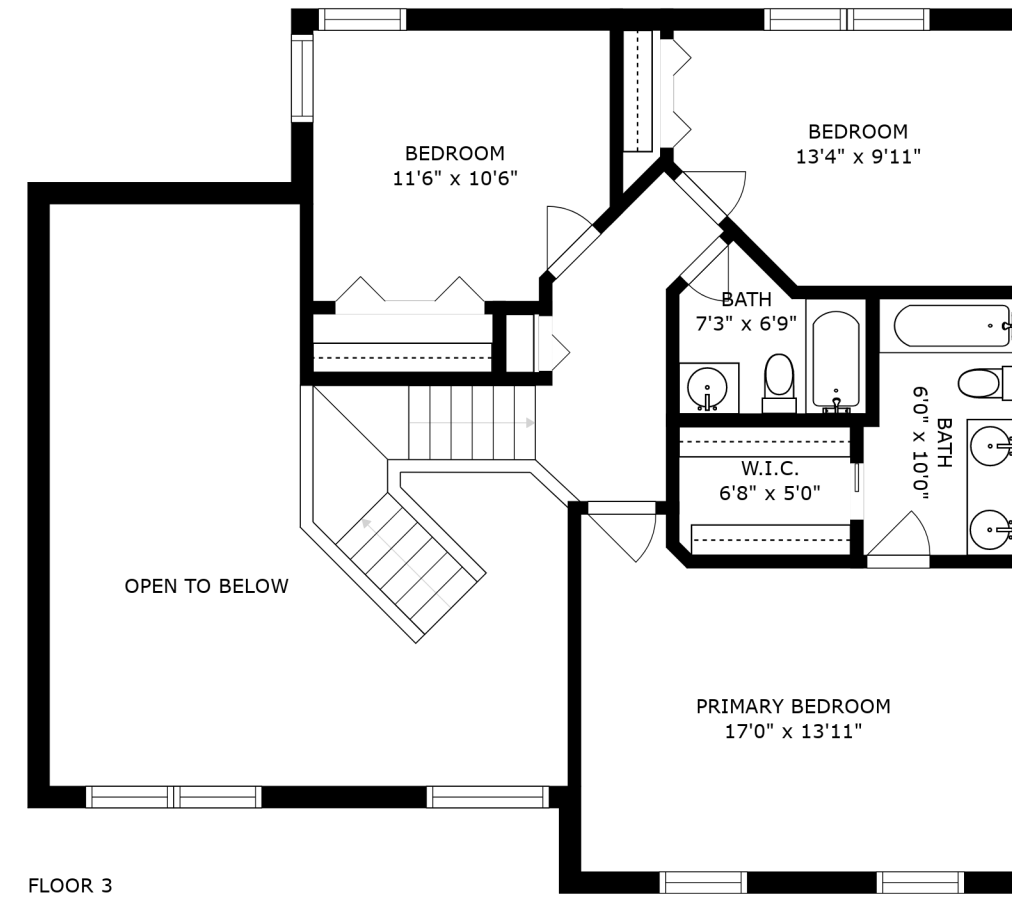 BEDROOM
11'6" x 10'6"
BEDROOM
13'4" x 9'11"
BATH
7'3" x 6'9"
BATH
6'0" x 10'0"
W.I.C.
6'8" x 5'0"
OPEN TO BELOW
PRIMARY BEDROOM
17'0" x 13'11"
FLOOR 3